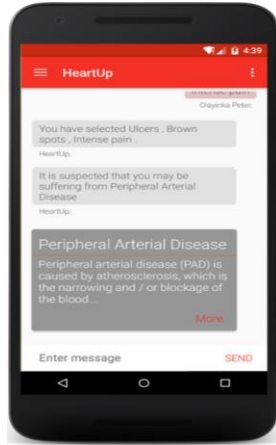 4:39
HeartUp
Intense pain
Olayinka Peter,
You have selected Ulcers , Brown
spots , Intense pain .
HeartUp,
It is suspected that you may be
suffering from Peripheral Arterial
Disease
HeartUp,
Peripheral Arterial Disease
Peripheral arterial disease (PAD) is
caused by atherosclerosis, which is
the narrowing and / or blockage of
the blood...
More
Enter message SEND